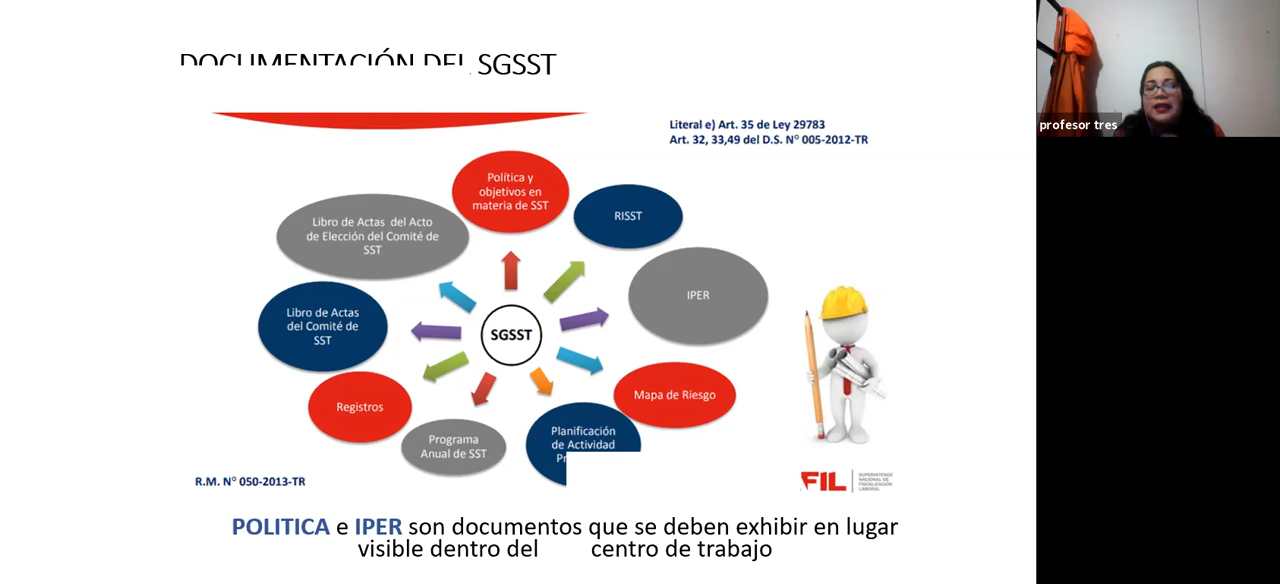 DOCUMENTACIÓN DEL SGSST
Literal e) Art. 35 de Ley 29783
Art. 32, 33,49 del D.S. N° 005-2012-TR
Política y
objetivos en
materia de SST
RISST
IPER
Mapa de Riesgo
Planificación
de Actividad
Programa
Anual de SST
Registros
Libro de Actas
del Comité de
SST
Libro de Actas del Acto
de Elección del Comité de
SST
SGSST
R.M. N° 050-2013-TR
FIL
SUPERINTENDE
NACIONAL DE
FISCALIZACIÓN
LABORAL
POLITICA e IPER son documentos que se deben exhibir en lugar
visible dentro del centro de trabajo
profesor tres